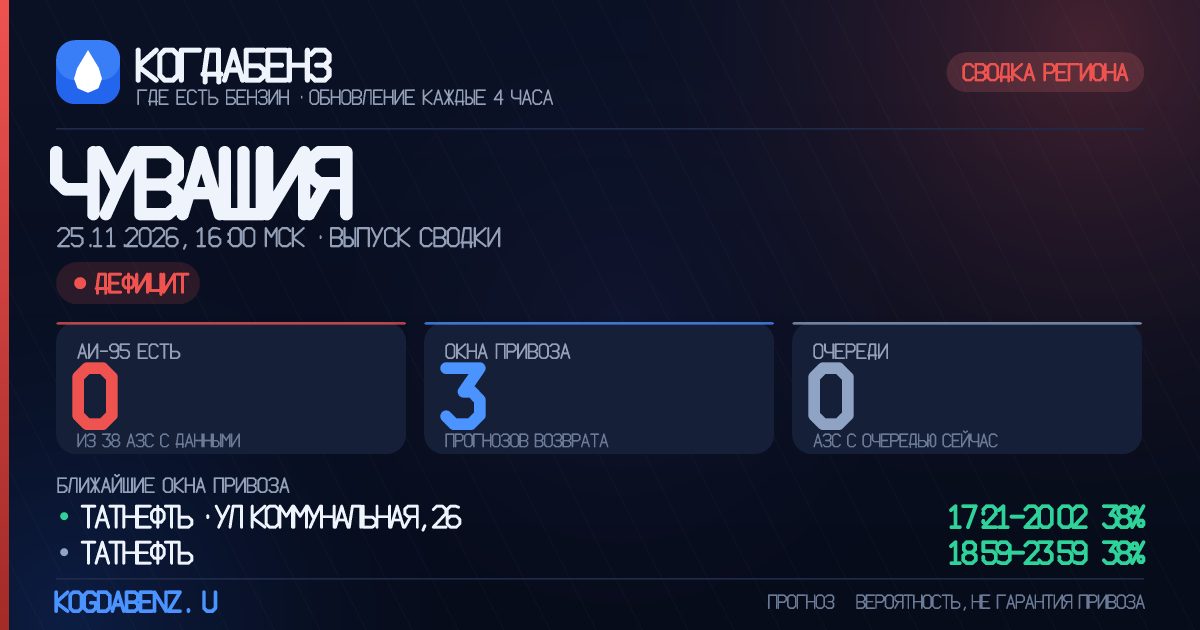 КОГДАБЕНЗ
ГДЕ ЕСТЬ БЕНЗИН · ОБНОВЛЕНИЕ КАЖДЫЕ 4 ЧАСА
СВОДКА РЕГИОНА
ЧУВАШИЯ
25.11.2026, 16:00 МСК · ВЫПУСК СВОДКИ
• ДЕФИЦИТ
АИ-95 ЕСТЬ
0
ИЗ 38 АЗС С ДАННЫМИ
ОКНА ПРИВОЗА
3
ПРОГНОЗОВ ВОЗВРАТА
ОЧЕРЕДИ
0
АЗС С ОЧЕРЕДЬЮ СЕЙЧАС
БЛИЖАЙШИЕ ОКНА ПРИВОЗА
• ТАТНЕФТЬ · УЛ КОММУНАЛЬНАЯ, 26 17:21-20:02 38%
• ТАТНЕФТЬ 18:59-23:59 38%
KOGDABENZ. U
ПРОГНОЗ ВЕРОЯТНОСТЬ, НЕ ГАРАНТИЯ ПРИВОЗА